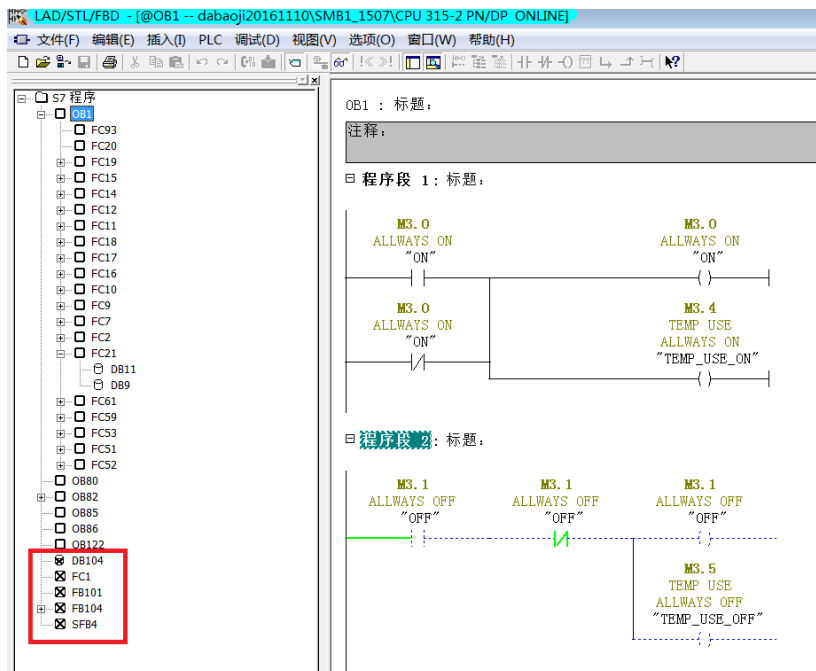 LAD/STL/FBD - [@OB1 -- dabaoji20161110\SMB1_1507\CPU 315-2 PN/DP ONLINE]
文件(F) 编辑(E) 插入(I) PLC 调试(D) 视图(V) 选项(O) 窗口(W) 帮助(H)
S7 程序
OB1
FC93
FC20
FC19
FC15
FC14
FC12
FC11
FC18
FC17
FC16
FC10
FC9
FC7
FC2
FC21
DB11
DB9
FC61
FC59
FC53
FC51
FC52
OB80
OB82
OB85
OB86
OB122
DB104
FC1
FB101
FB104
SFB4
OB1 : 标题:
注释:
程序段 1: 标题:
M3.0 M3.0
ALLWAYS ON ALLWAYS ON
"ON" "ON"
M3.0 M3.4
ALLWAYS ON TEMP USE
"ON" ALLWAYS ON
"TEMP_USE_ON"
程序段 2: 标题:
M3.1 M3.1 M3.1
ALLWAYS OFF ALLWAYS OFF ALLWAYS OFF
"OFF" "OFF" "OFF"
M3.5
TEMP USE
ALLWAYS OFF
"TEMP_USE_OFF"